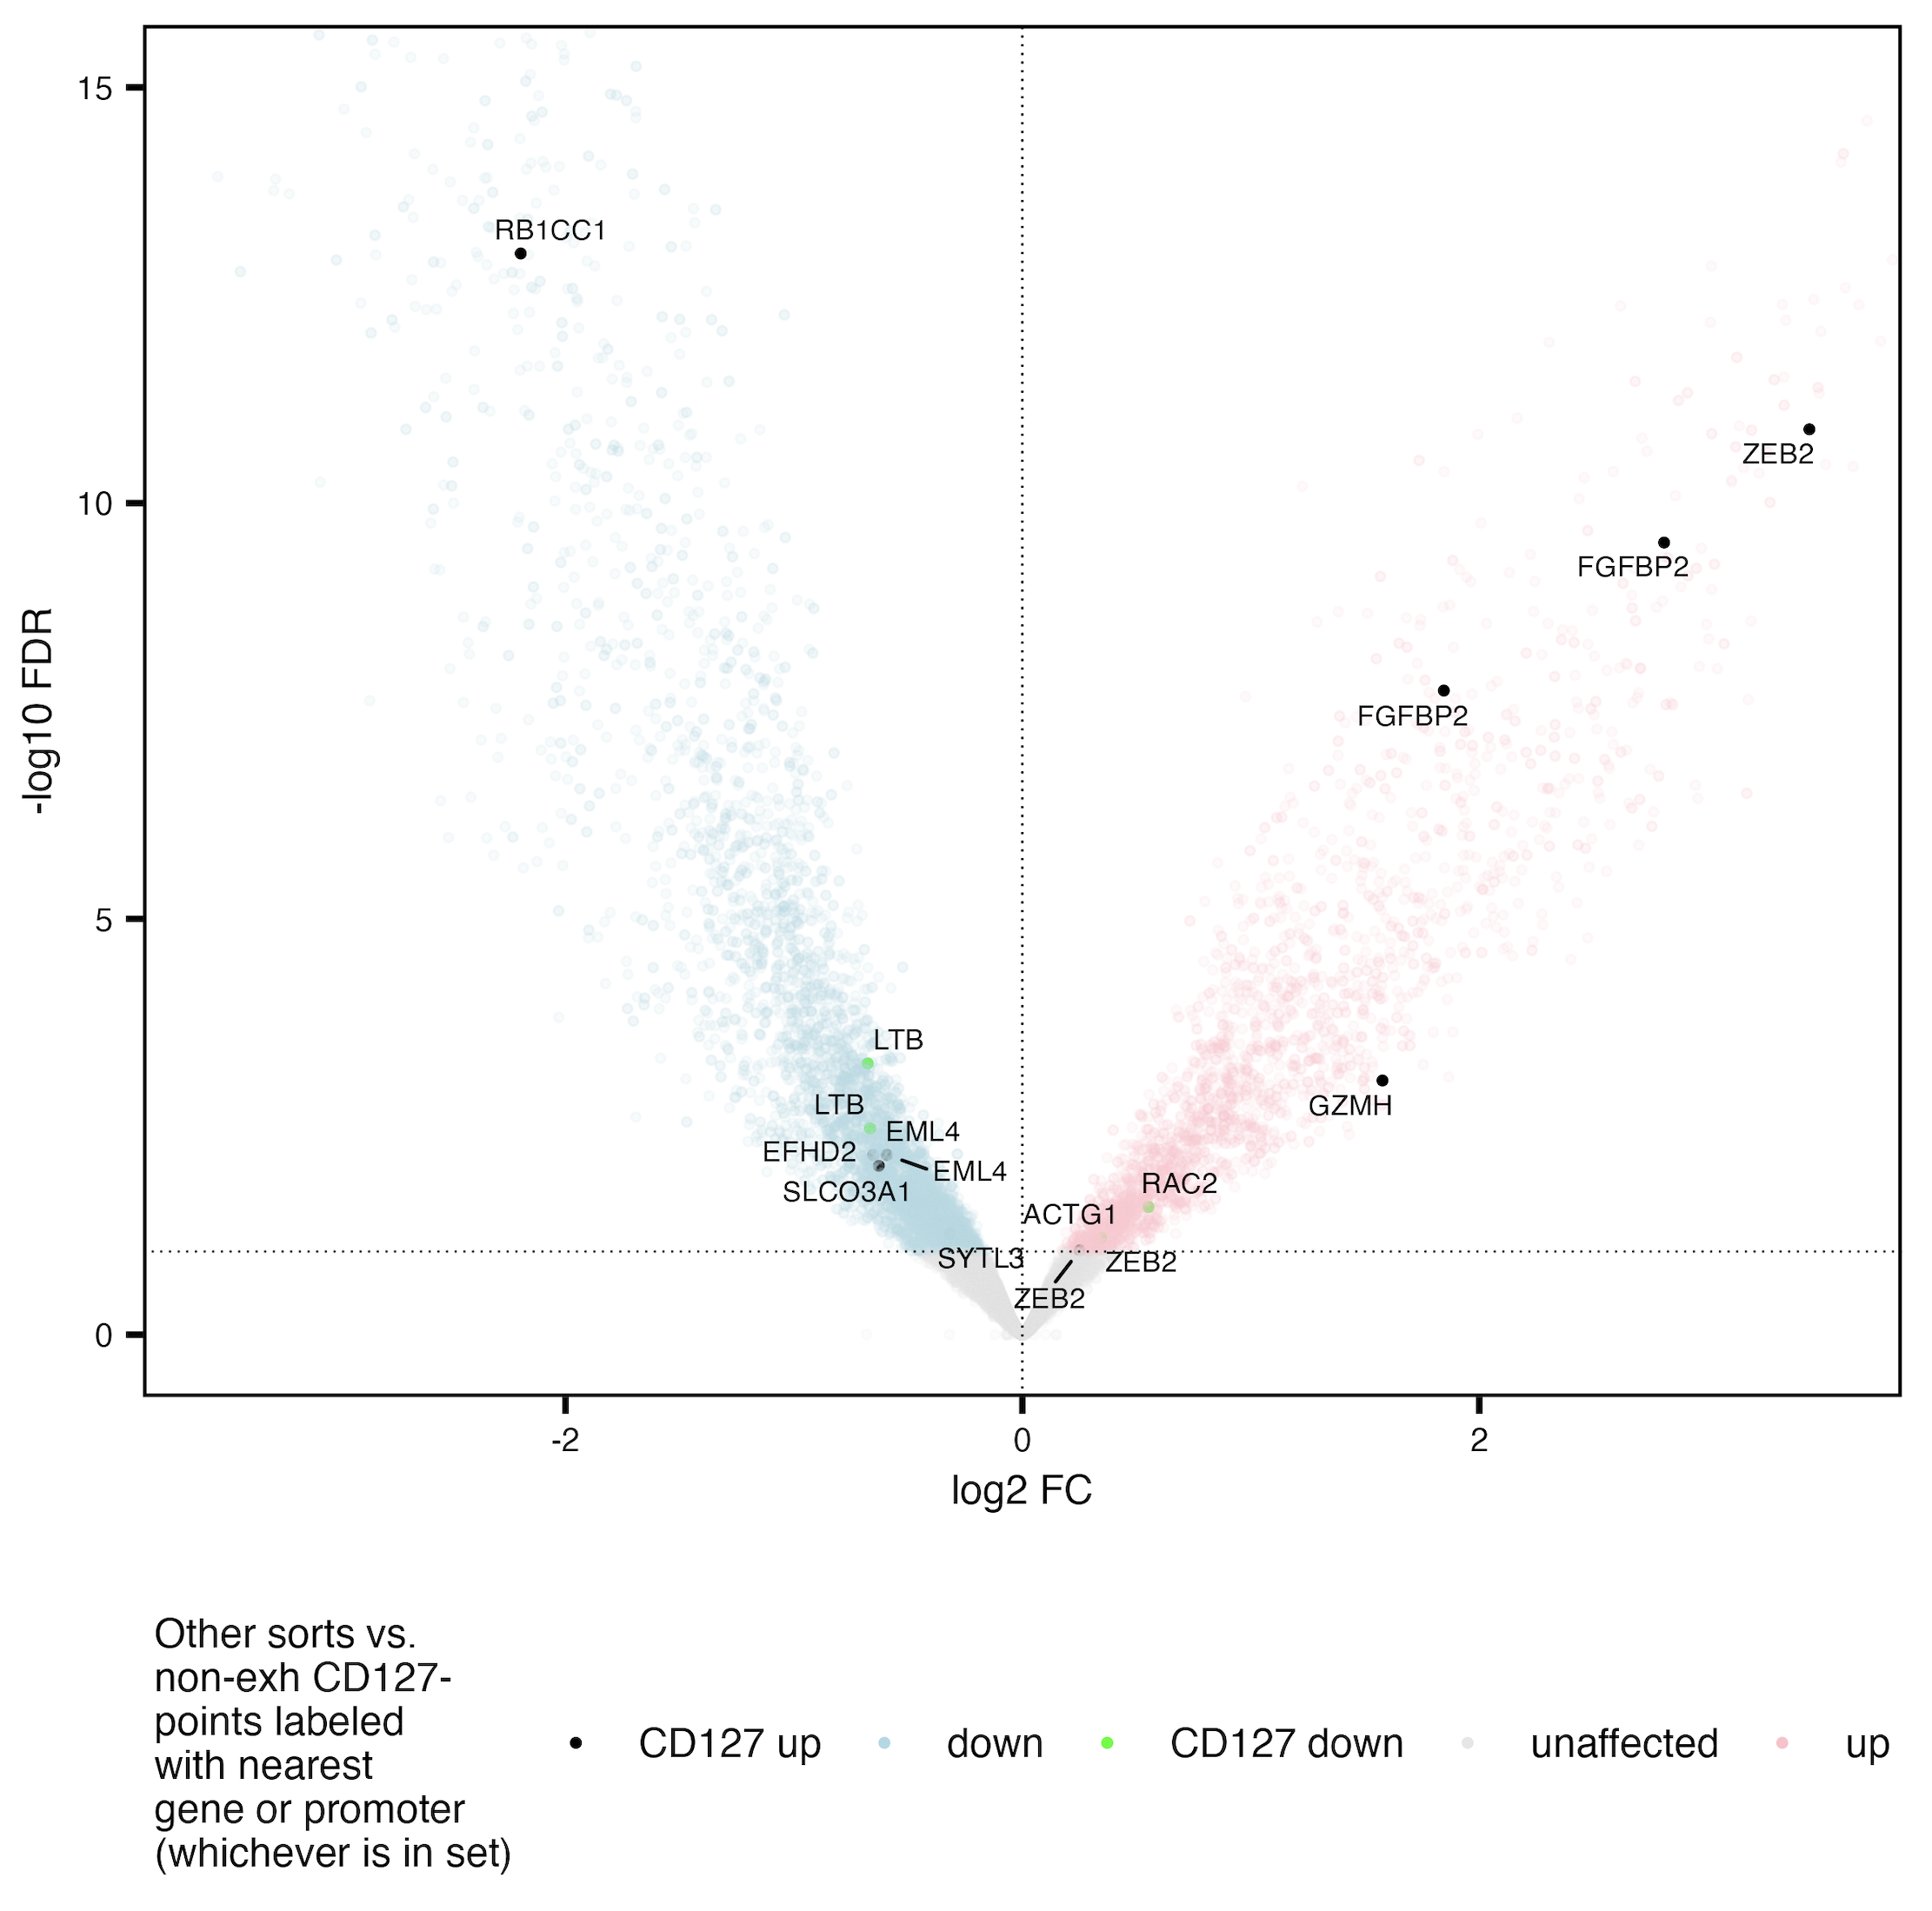 15
RB1CC1
ZEB2
10
FGFBP2
FGFBP2
-log10 FDR
5
LTB
LTB
GZMH
EML4
EFHD2
EML4
RAC2
SLCO3A1
ACTG1
SYTL3
ZEB2
ZEB2
0
-2
0
2
log2 FC
Other sorts vs.
non-exh CD127-
points labeled
with nearest
gene or promoter
(whichever is in set)
CD127 up
down
CD127 down
unaffected
up